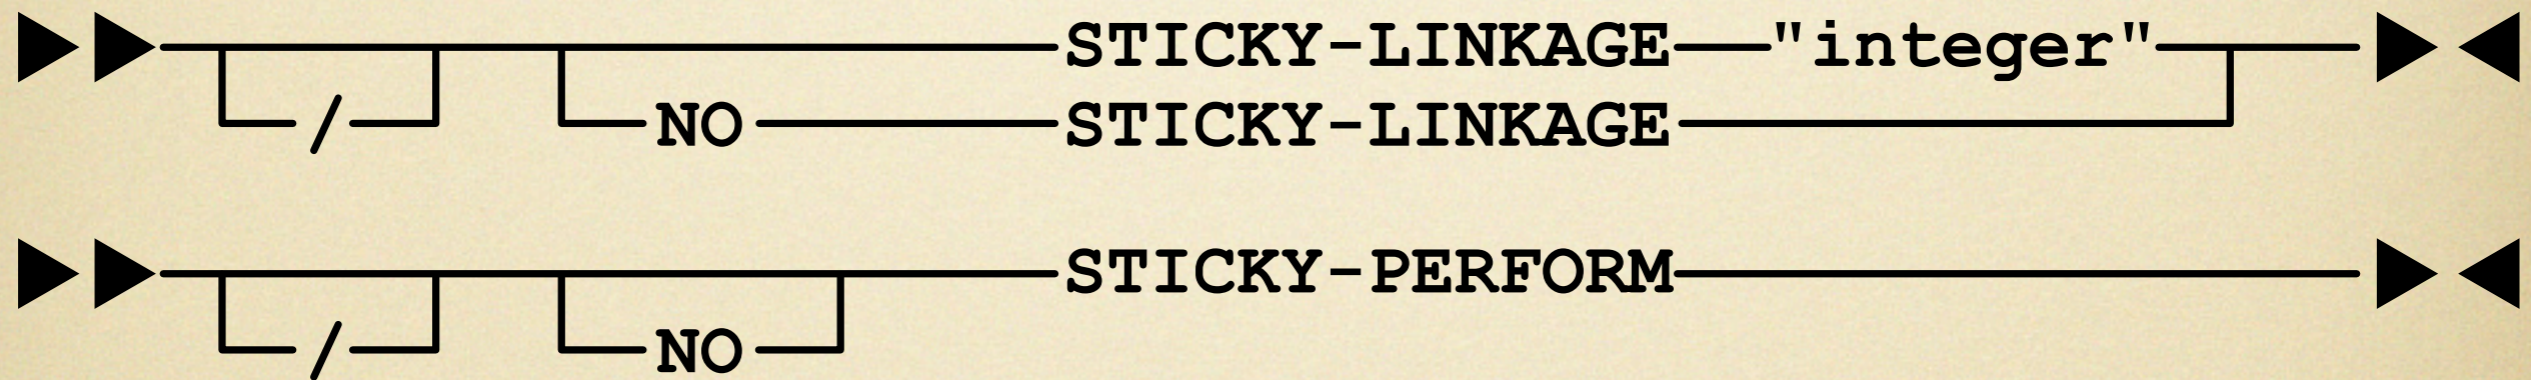 STICKY-LINKAGE "integer"
/ NO STICKY-LINKAGE
STICKY-PERFORM
/ NO